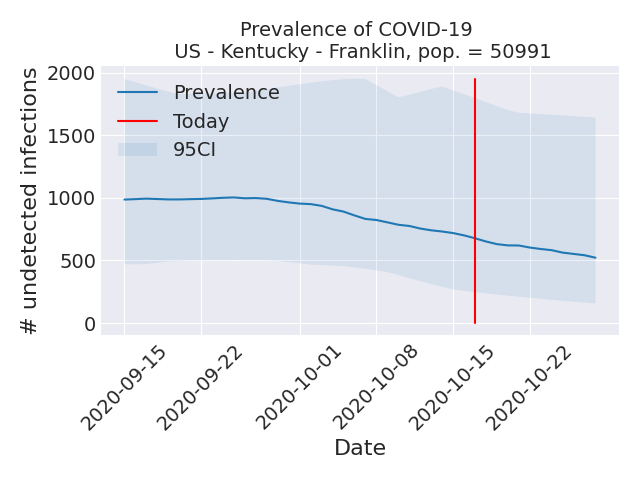 Prevalence of COVID-19
US - Kentucky - Franklin, pop. = 50991
# undetected infections
2000
1500
1000
500
0
Prevalence
Today
95CI
2020-09-15
2020-09-22
2020-10-01
2020-10-08
2020-10-15
2020-10-22
Date